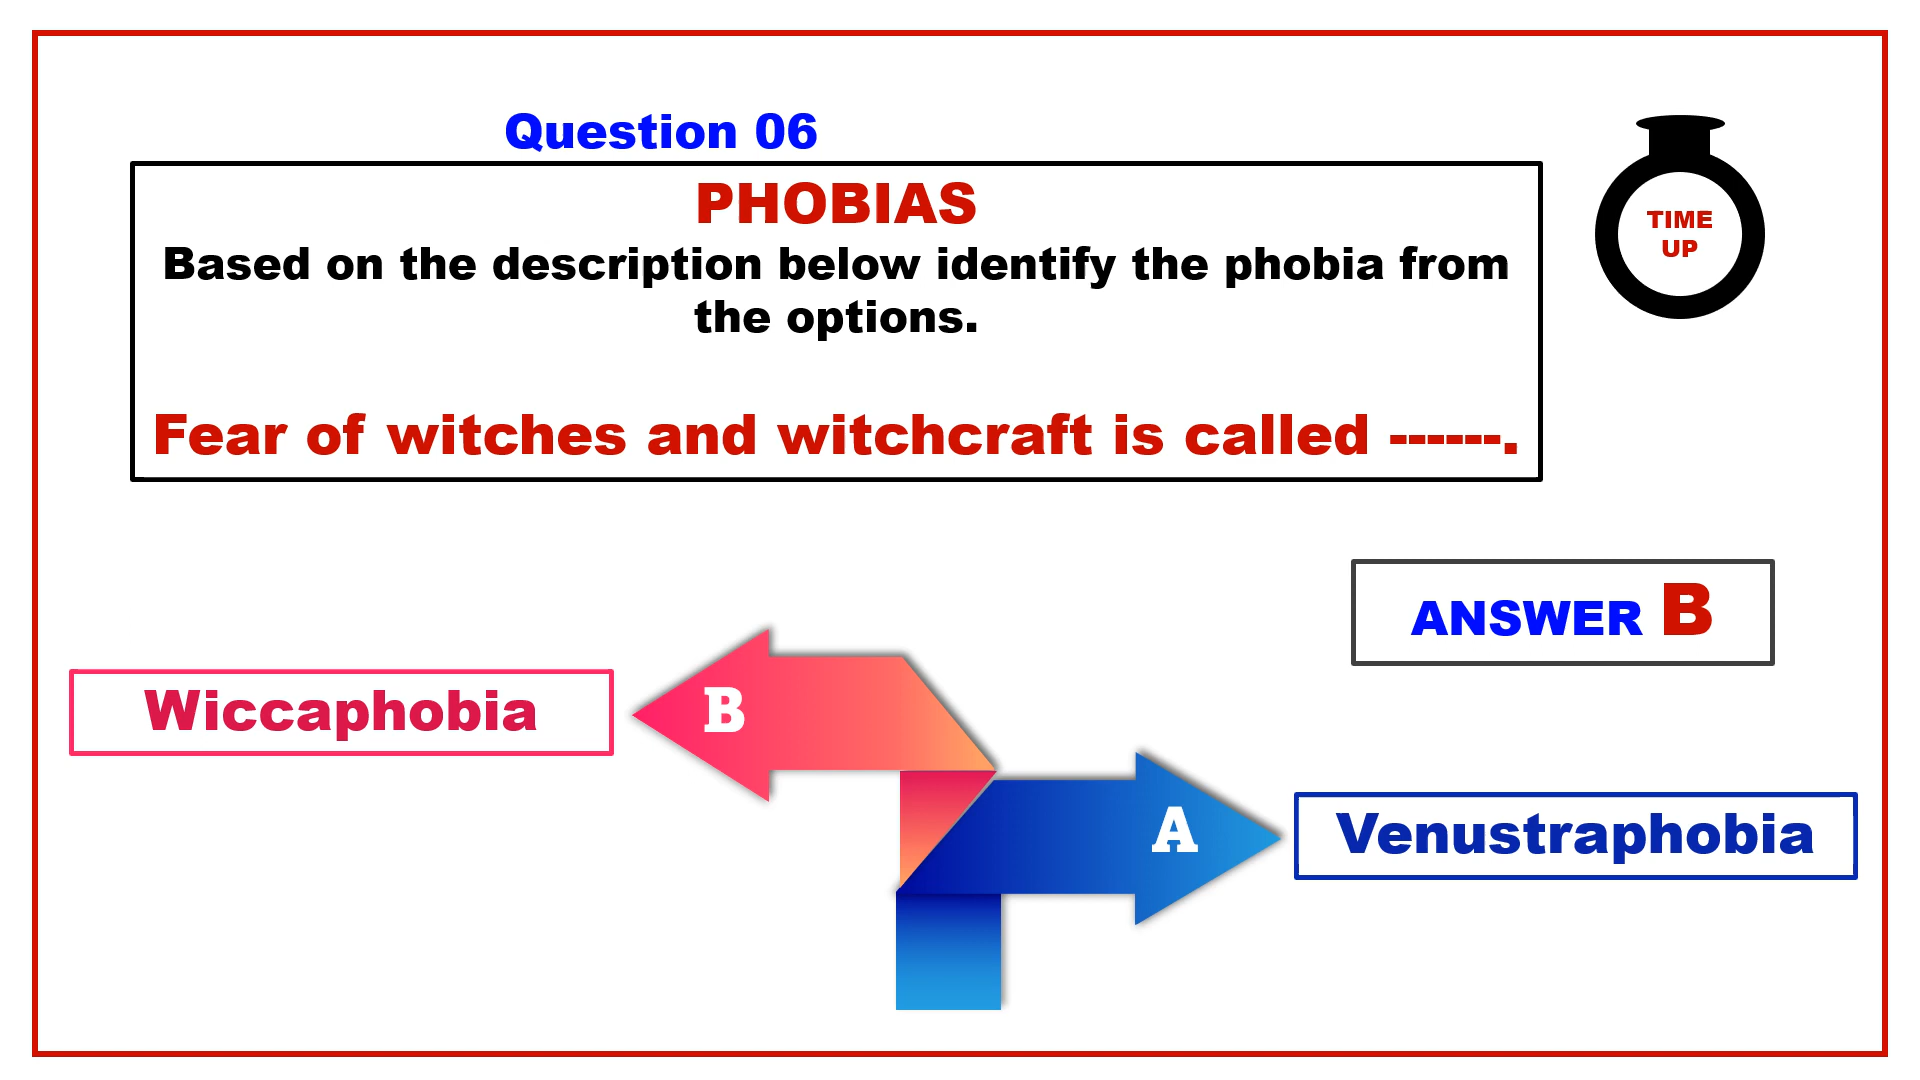 Question 06
PHOBIAS
Based on the description below identify the phobia from
the options.
Fear of witches and witchcraft is called ------.
TIME
UP
ANSWER B
Wiccaphobia
B
A
Venustraphobia